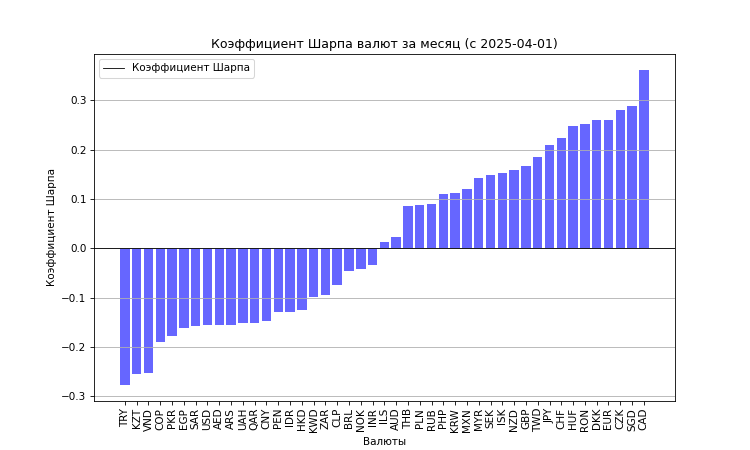 Коэффициент Шарпа валют за месяц (с 2025-04-01)
Коэффициент Шарпа
Коэффициент Шарпа
0.3
0.2
0.1
0.0
−0.1
−0.2
−0.3
TRY
KZT
VND
COP
PKR
EGP
SAR
USD
AED
ARS
UAH
QAR
CNY
PEN
IDR
HKD
KWD
ZAR
CLP
BRL
NOK
INR
ILS
AUD
THB
PLN
RUB
PHP
KRW
MXN
MYR
SEK
ISK
NZD
GBP
TWD
JPY
CHF
HUF
RON
DKK
EUR
CZK
SGD
CAD
Валюты